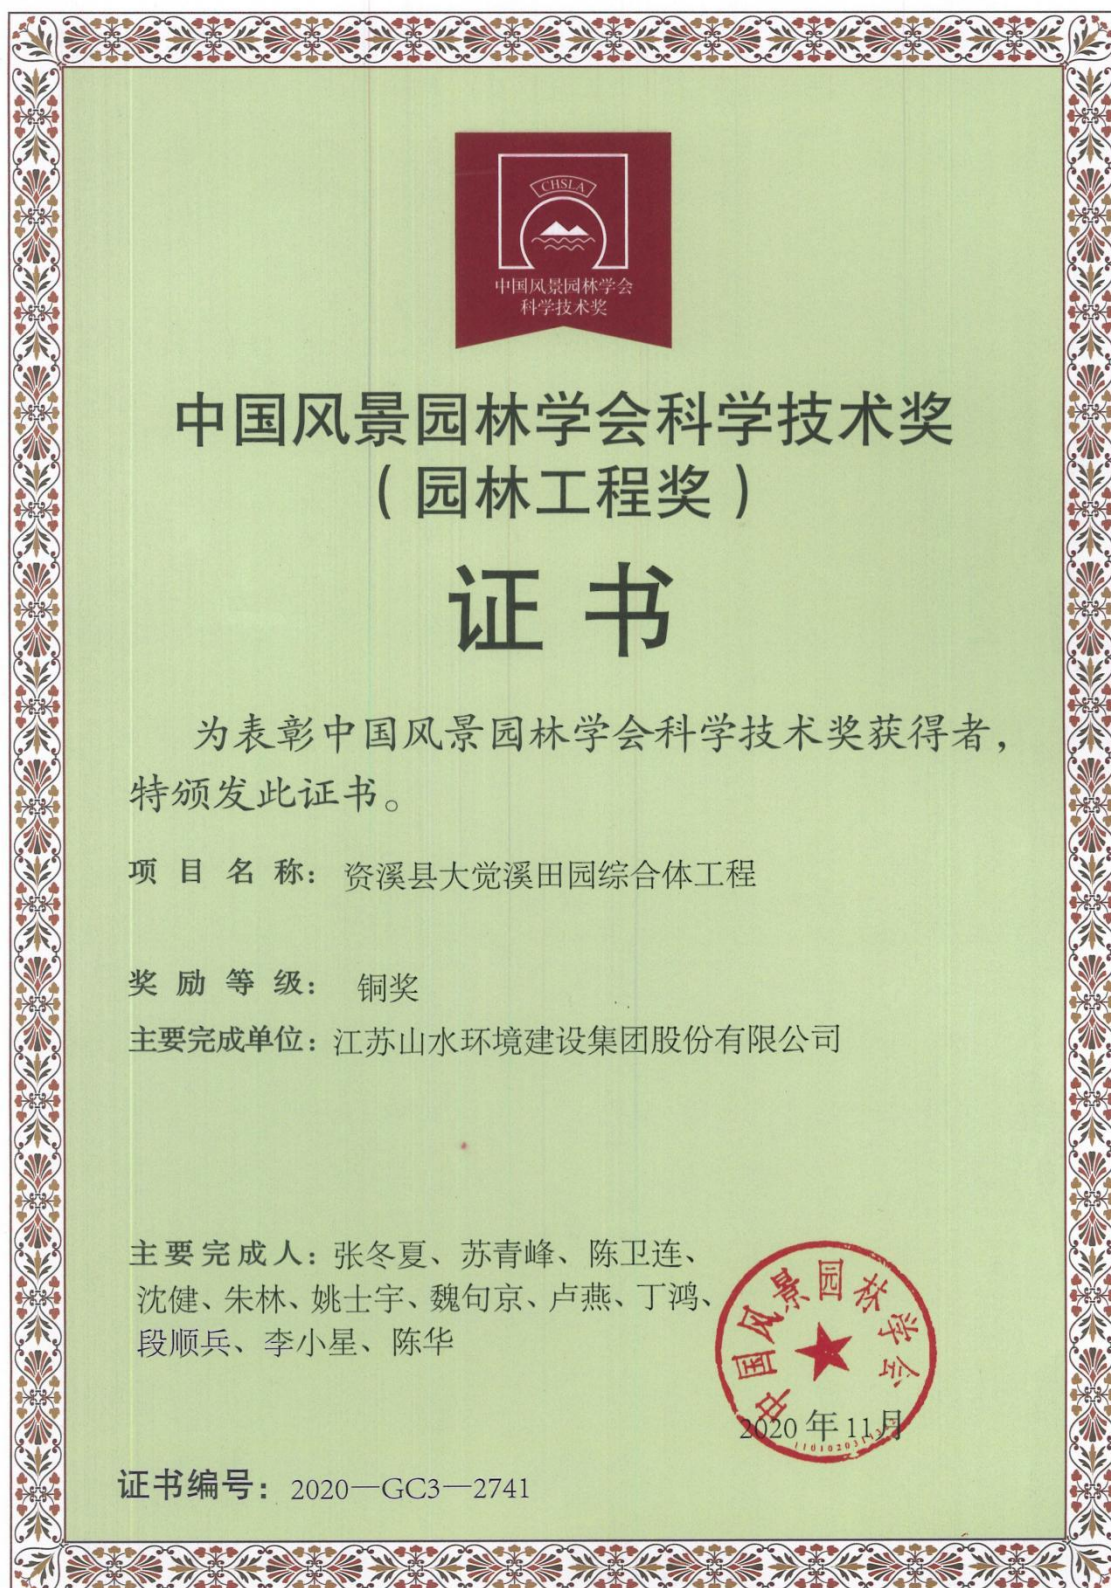 CHSLA
中国风景园林学会
科学技术奖
中国风景园林学会科学技术奖
（园林工程奖）
证书
为表彰中国风景园林学会科学技术奖获得者，
特颁发此证书。
项目名称：资溪县大觉溪田园综合体工程
奖励等级：铜奖
主要完成单位：江苏山水环境建设集团股份有限公司
主要完成人：张冬夏、苏青峰、陈卫连、
沈健、朱林、姚士宇、魏句京、卢燕、丁鸿、
段顺兵、李小星、陈华
中国风景园林学会
2020年11月
证书编号：2020—GC3—2741